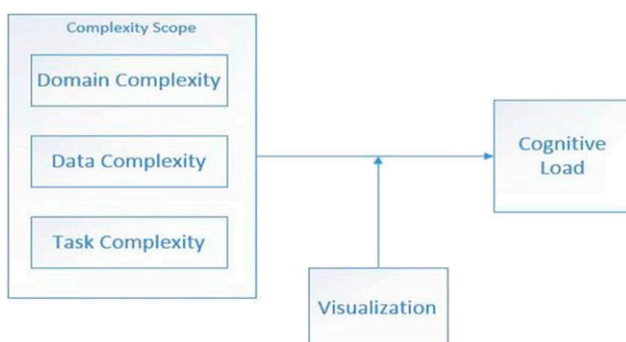 Complexity Scope
Domain Complexity
Data Complexity
Task Complexity
Cognitive
Load
Visualization